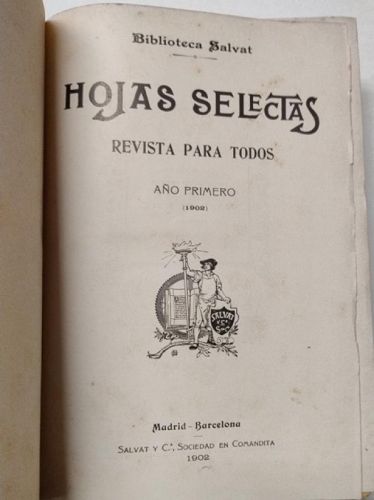 Biblioteca Salvat
HOJAS SELECTAS
REVISTA PARA TODOS
AÑO PRIMERO
(1902)
SALVAT
Y Cª
Madrid - Barcelona
SALVAT Y Cª, SOCIEDAD EN COMANDITA
1902